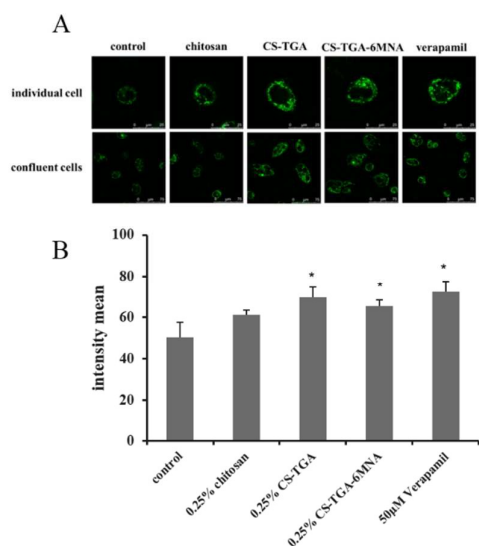 A
control chitosan CS-TGA CS-TGA-6MNA verapamil
individual cell
confluent cells
B
100
80
60
40
20
0
intensity mean
* * *
control
0.25% chitosan
0.25% CS-TGA
0.25% CS-TGA-6MNA
50μM Verapamil